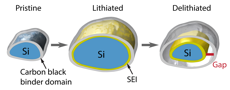 Pristine
Lithiated
Delithiated
Si
Si
Si
Gap
Carbon black
binder domain
SEI